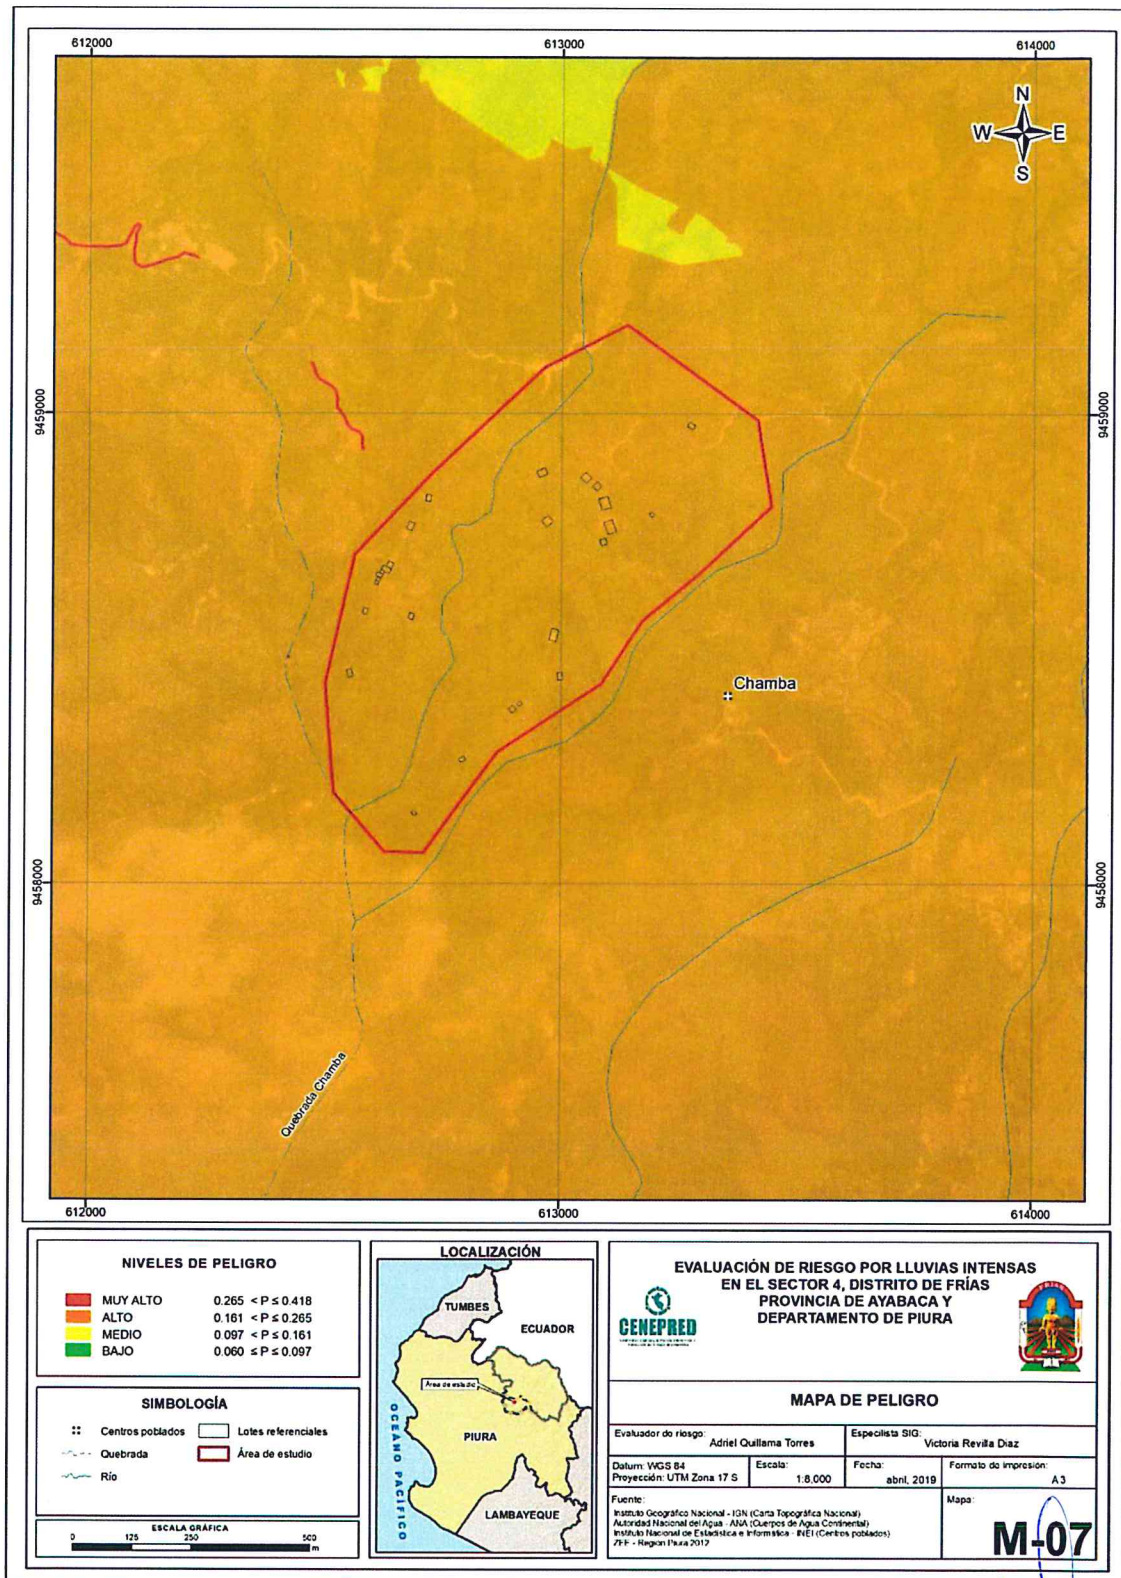 612000
613000
614000
N
W
E
S
9459000
9459000
Chamba
9458000
9458000
Quebrada Chamba
612000
613000
614000
NIVELES DE PELIGRO
MUY ALTO 0.265 < P ≤ 0.418
ALTO 0.161 < P ≤ 0.265
MEDIO 0.097 < P ≤ 0.161
BAJO 0.060 ≤ P ≤ 0.097
SIMBOLOGÍA
Centros poblados
Lotes referenciales
Quebrada
Área de estudio
Río
ESCALA GRÁFICA
0 125 250 500
m
LOCALIZACIÓN
TUMBES
ECUADOR
Área de estudio
PIURA
OCEANO PACÍFICO
LAMBAYEQUE
EVALUACIÓN DE RIESGO POR LLUVIAS INTENSAS
EN EL SECTOR 4, DISTRITO DE FRÍAS
PROVINCIA DE AYABACA Y
DEPARTAMENTO DE PIURA
CENEPRED
FRIAS
MAPA DE PELIGRO
Evaluador do riosgo:
Adriel Quillama Torres
Especilista SIG:
Victoria Revilla Diaz
Datum: WGS 84
Proyección: UTM Zona 17 S
Escala:
1:8,000
Fecha:
abril, 2019
Formato de impresión:
A3
Fuente:
Instituto Geográfico Nacional - IGN (Carta Topográfica Nacional)
Autoridad Nacional del Agua - ANA (Cuerpos de Agua Continental)
Instituto Nacional de Estadística e Informática - INEI (Centros poblados)
ZEE - Region Piura 2012
Mapa:
M-07